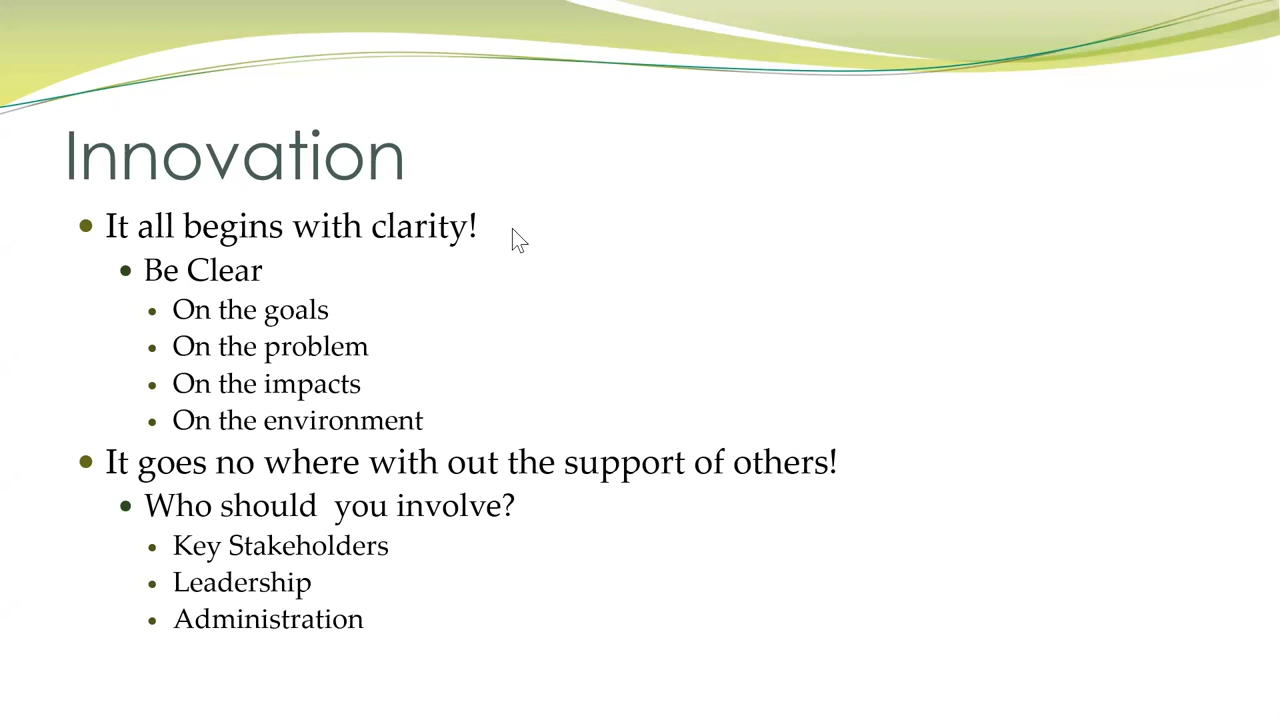 Innovation
• It all begins with clarity!
• Be Clear
• On the goals
• On the problem
• On the impacts
• On the environment
• It goes no where with out the support of others!
• Who should  you involve?
• Key Stakeholders
• Leadership
• Administration